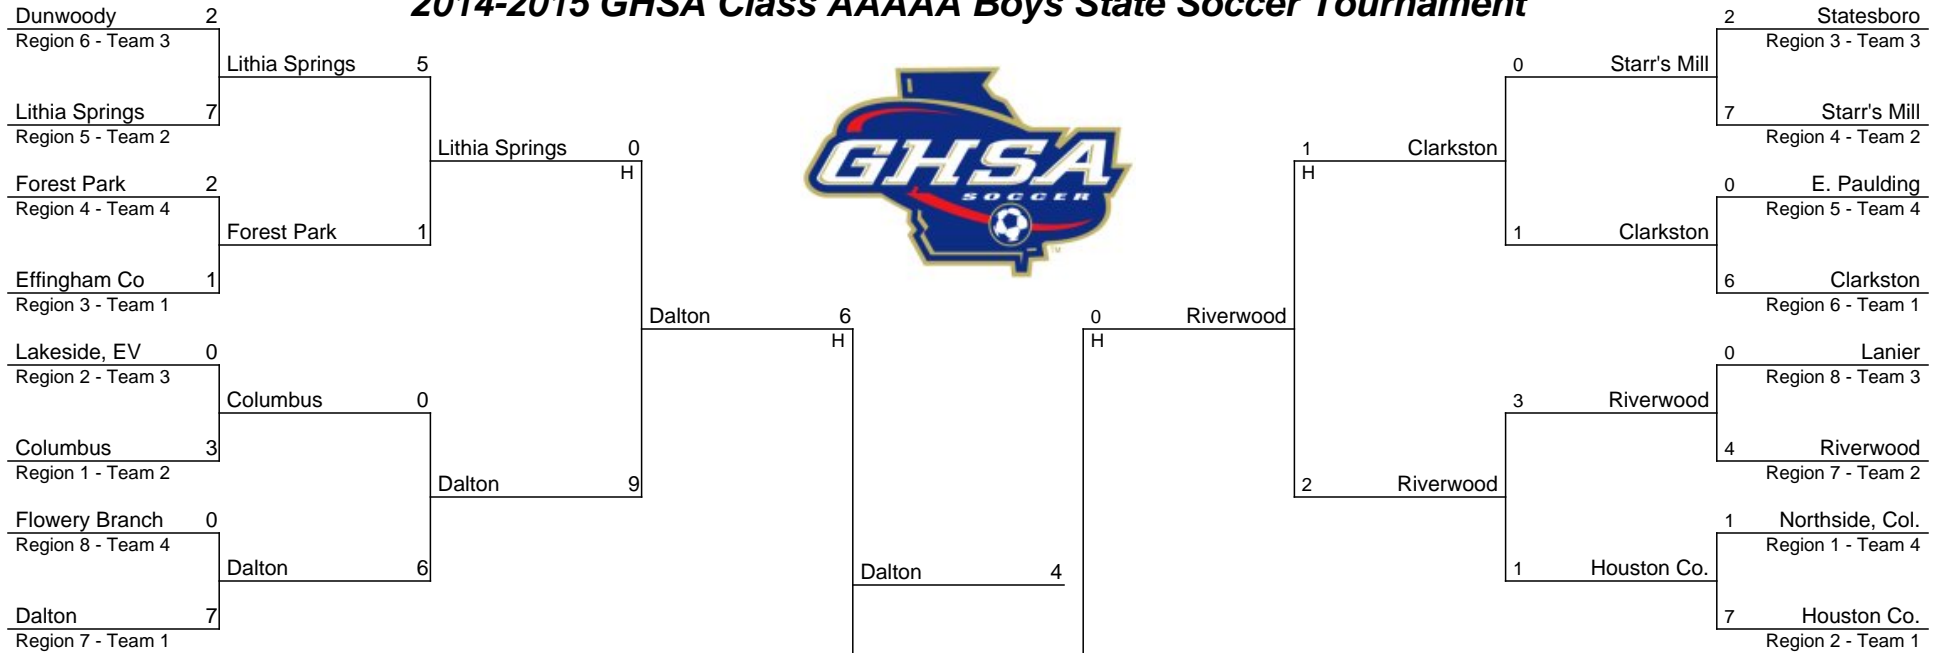 2014-2015 GHSA Class AAAAA Boys State Soccer Tournament
Dunwoody 2
Region 6 - Team 3
Lithia Springs 5
Lithia Springs 7
Region 5 - Team 2
Lithia Springs 0
H
Forest Park 2
Region 4 - Team 4
Forest Park 1
Effingham Co 1
Region 3 - Team 1
Dalton 6
H
Lakeside, EV 0
Region 2 - Team 3
Columbus 0
Columbus 3
Region 1 - Team 2
Dalton 9
Flowery Branch 0
Region 8 - Team 4
Dalton 6
Dalton 7
Region 7 - Team 1
Dalton 4
GHSA
SOCCER
TM
2 Statesboro
Region 3 - Team 3
0 Starr's Mill
7 Starr's Mill
Region 4 - Team 2
1 Clarkston
H
0 E. Paulding
Region 5 - Team 4
1 Clarkston
6 Clarkston
Region 6 - Team 1
0 Riverwood
H
0 Lanier
Region 8 - Team 3
3 Riverwood
4 Riverwood
Region 7 - Team 2
2 Riverwood
1 Northside, Col.
Region 1 - Team 4
1 Houston Co.
7 Houston Co.
Region 2 - Team 1